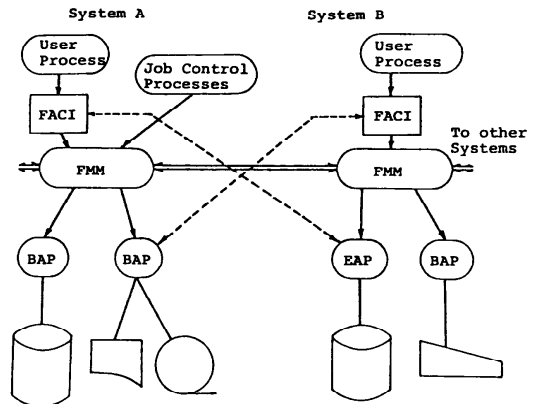 System A
System B
User
Process
Job Control
Processes
User
Process
FACI
FACI
To other
Systems
FMM
FMM
BAP
BAP
EAP
BAP